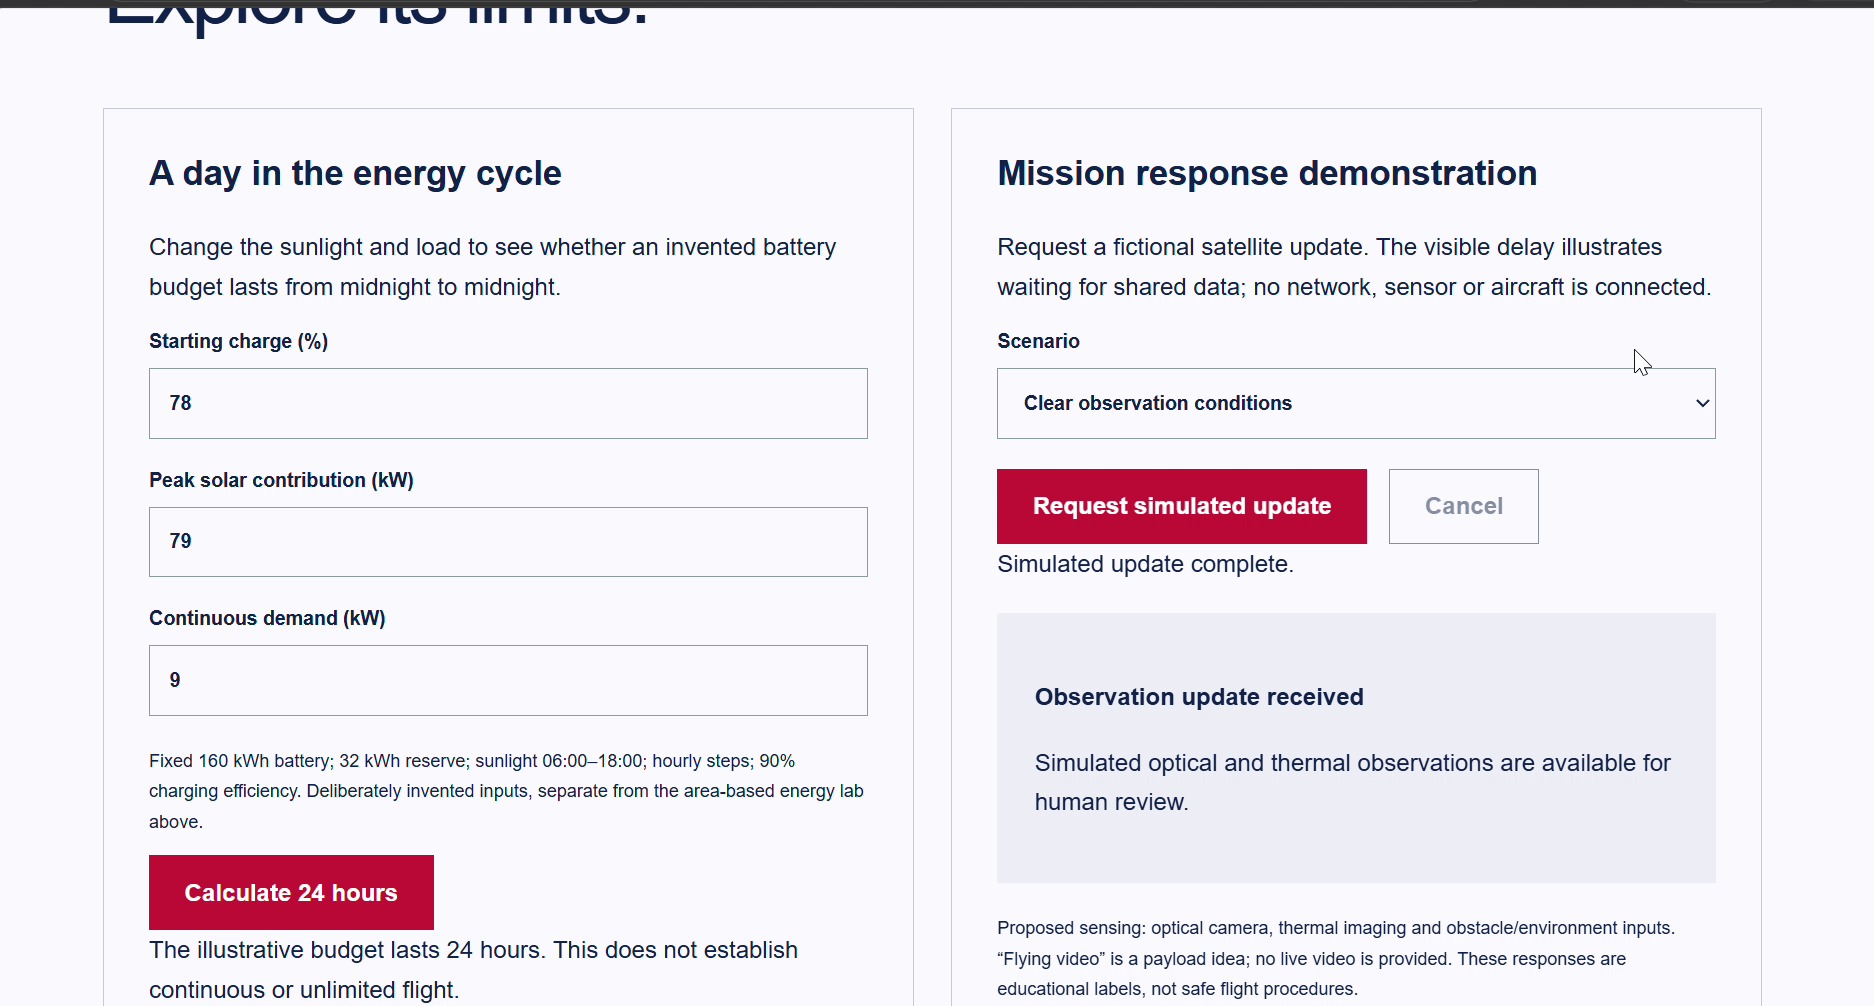 Explore its limits.
A day in the energy cycle
Change the sunlight and load to see whether an invented battery
budget lasts from midnight to midnight.
Starting charge (%)
78
Peak solar contribution (kW)
79
Continuous demand (kW)
9
Fixed 160 kWh battery; 32 kWh reserve; sunlight 06:00–18:00; hourly steps; 90%
charging efficiency. Deliberately invented inputs, separate from the area-based energy lab
above.
Calculate 24 hours
The illustrative budget lasts 24 hours. This does not establish
continuous or unlimited flight.
Mission response demonstration
Request a fictional satellite update. The visible delay illustrates
waiting for shared data; no network, sensor or aircraft is connected.
Scenario
Clear observation conditions
Request simulated update
Cancel
Simulated update complete.
Observation update received
Simulated optical and thermal observations are available for
human review.
Proposed sensing: optical camera, thermal imaging and obstacle/environment inputs.
“Flying video” is a payload idea; no live video is provided. These responses are
educational labels, not safe flight procedures.